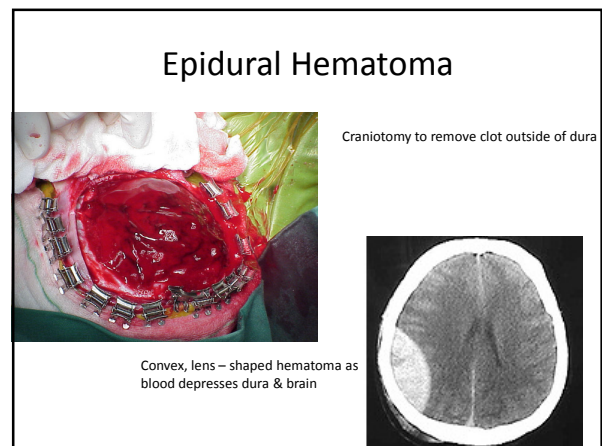 Epidural Hematoma
Craniotomy to remove clot outside of dura
Convex, lens – shaped hematoma as
blood depresses dura & brain